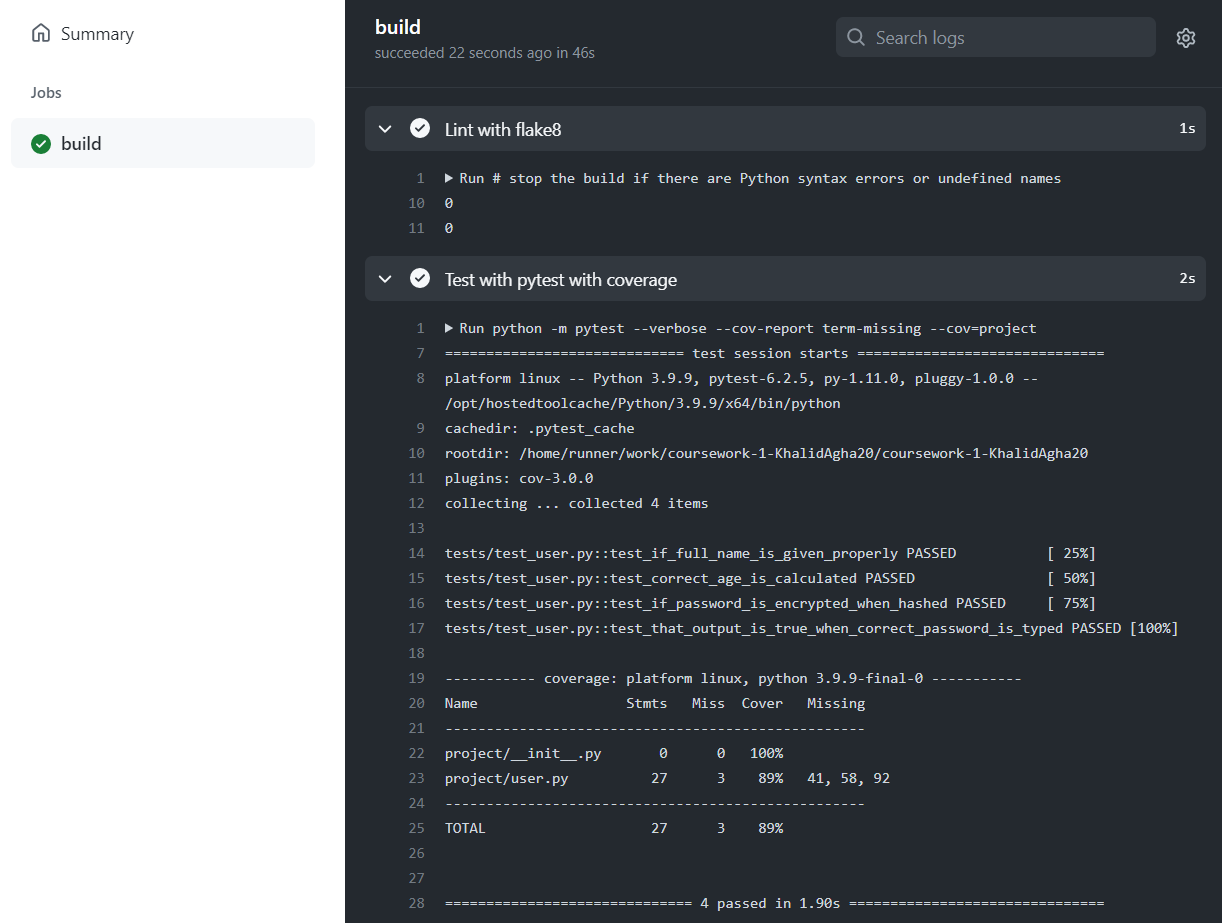 Summary
Jobs
build
build
succeeded 22 seconds ago in 46s
Search logs
Lint with flake8 1s
1 Run # stop the build if there are Python syntax errors or undefined names
10 0
11 0
Test with pytest with coverage 2s
1 Run python -m pytest --verbose --cov-report term-missing --cov=project
7 ============================= test session starts ==============================
8 platform linux -- Python 3.9.9, pytest-6.2.5, py-1.11.0, pluggy-1.0.0 --
/opt/hostedtoolcache/Python/3.9.9/x64/bin/python
9 cachedir: .pytest_cache
10 rootdir: /home/runner/work/coursework-1-KhalidAgha20/coursework-1-KhalidAgha20
11 plugins: cov-3.0.0
12 collecting ... collected 4 items
13
14 tests/test_user.py::test_if_full_name_is_given_properly PASSED [ 25%]
15 tests/test_user.py::test_correct_age_is_calculated PASSED [ 50%]
16 tests/test_user.py::test_if_password_is_encrypted_when_hashed PASSED [ 75%]
17 tests/test_user.py::test_that_output_is_true_when_correct_password_is_typed PASSED [100%]
18
19 ----------- coverage: platform linux, python 3.9.9-final-0 -----------
20 Name Stmts Miss Cover Missing
21 ---------------------------------------------------
22 project/__init__.py 0 0 100%
23 project/user.py 27 3 89% 41, 58, 92
24 ---------------------------------------------------
25 TOTAL 27 3 89%
26
27
28 ============================== 4 passed in 1.90s ===============================